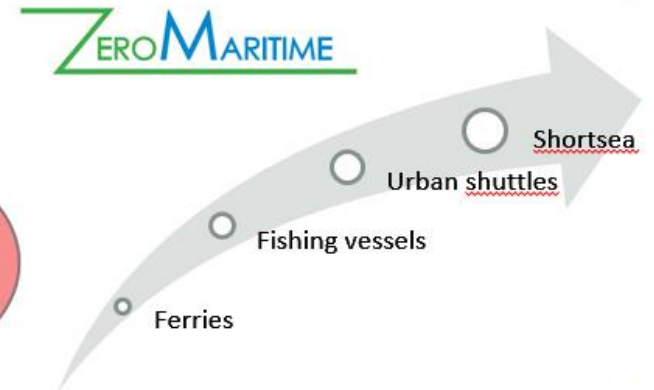 ZEROMARITIME
Shortsea
Urban shuttles
Fishing vessels
Ferries